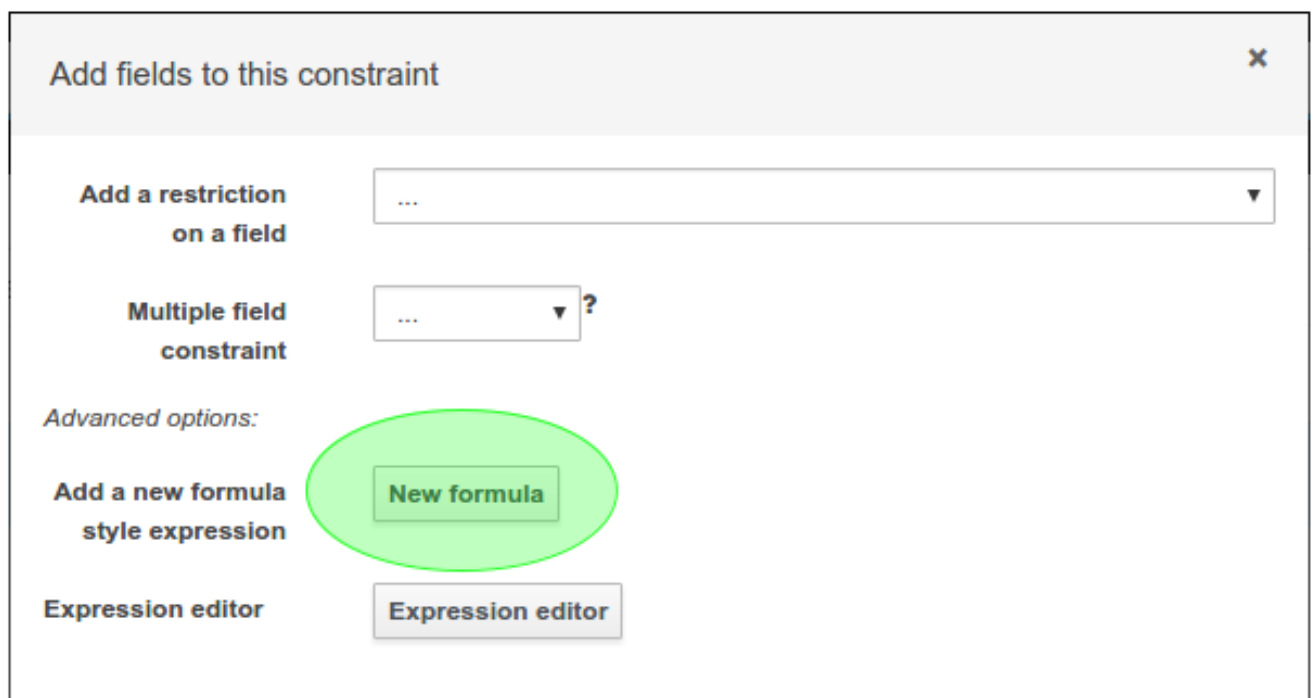 Add fields to this constraint
Add a restriction
on a field
...
Multiple field
constraint
...
?
Advanced options:
Add a new formula
style expression
New formula
Expression editor
Expression editor